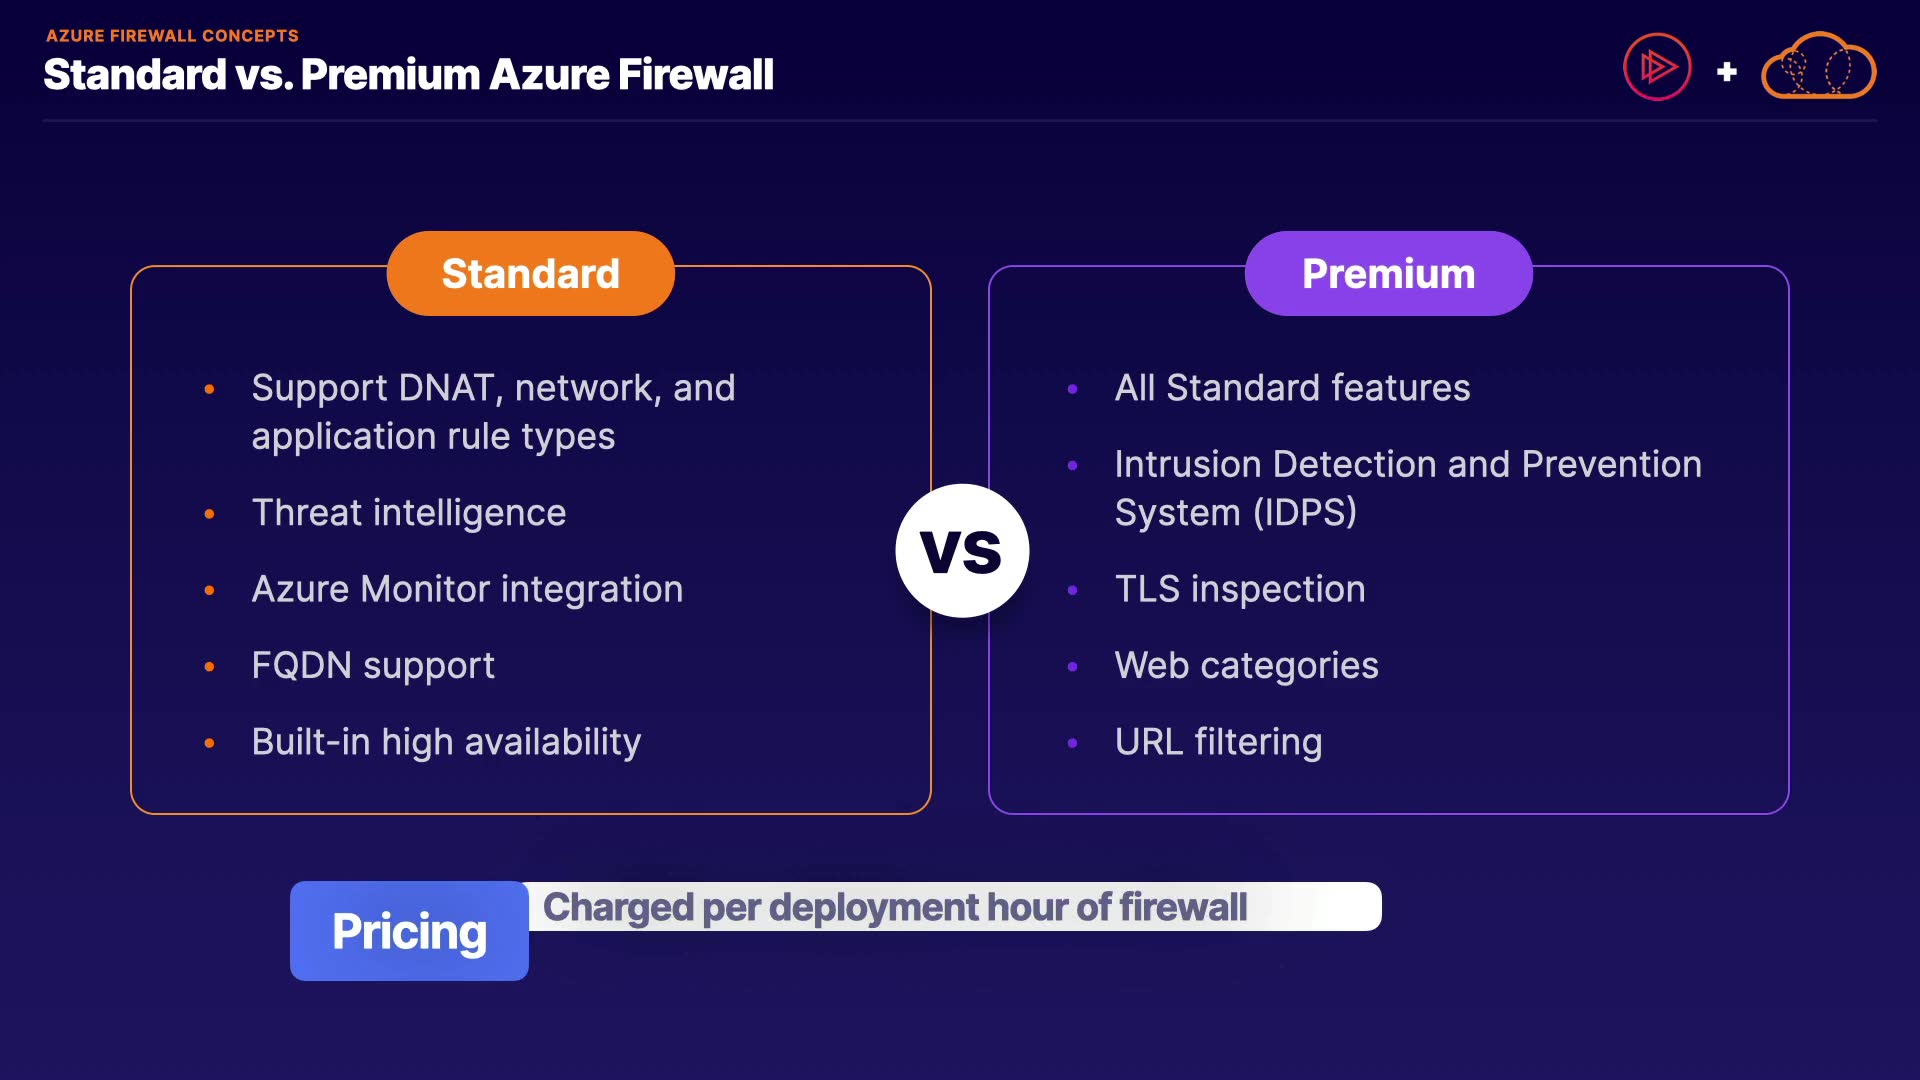 AZURE FIREWALL CONCEPTS
Standard vs. Premium Azure Firewall
+
Standard
• Support DNAT, network, and
application rule types
• Threat intelligence
• Azure Monitor integration
• FQDN support
• Built-in high availability
VS
Premium
• All Standard features
• Intrusion Detection and Prevention
System (IDPS)
• TLS inspection
• Web categories
• URL filtering
Pricing
Charged per deployment hour of firewall